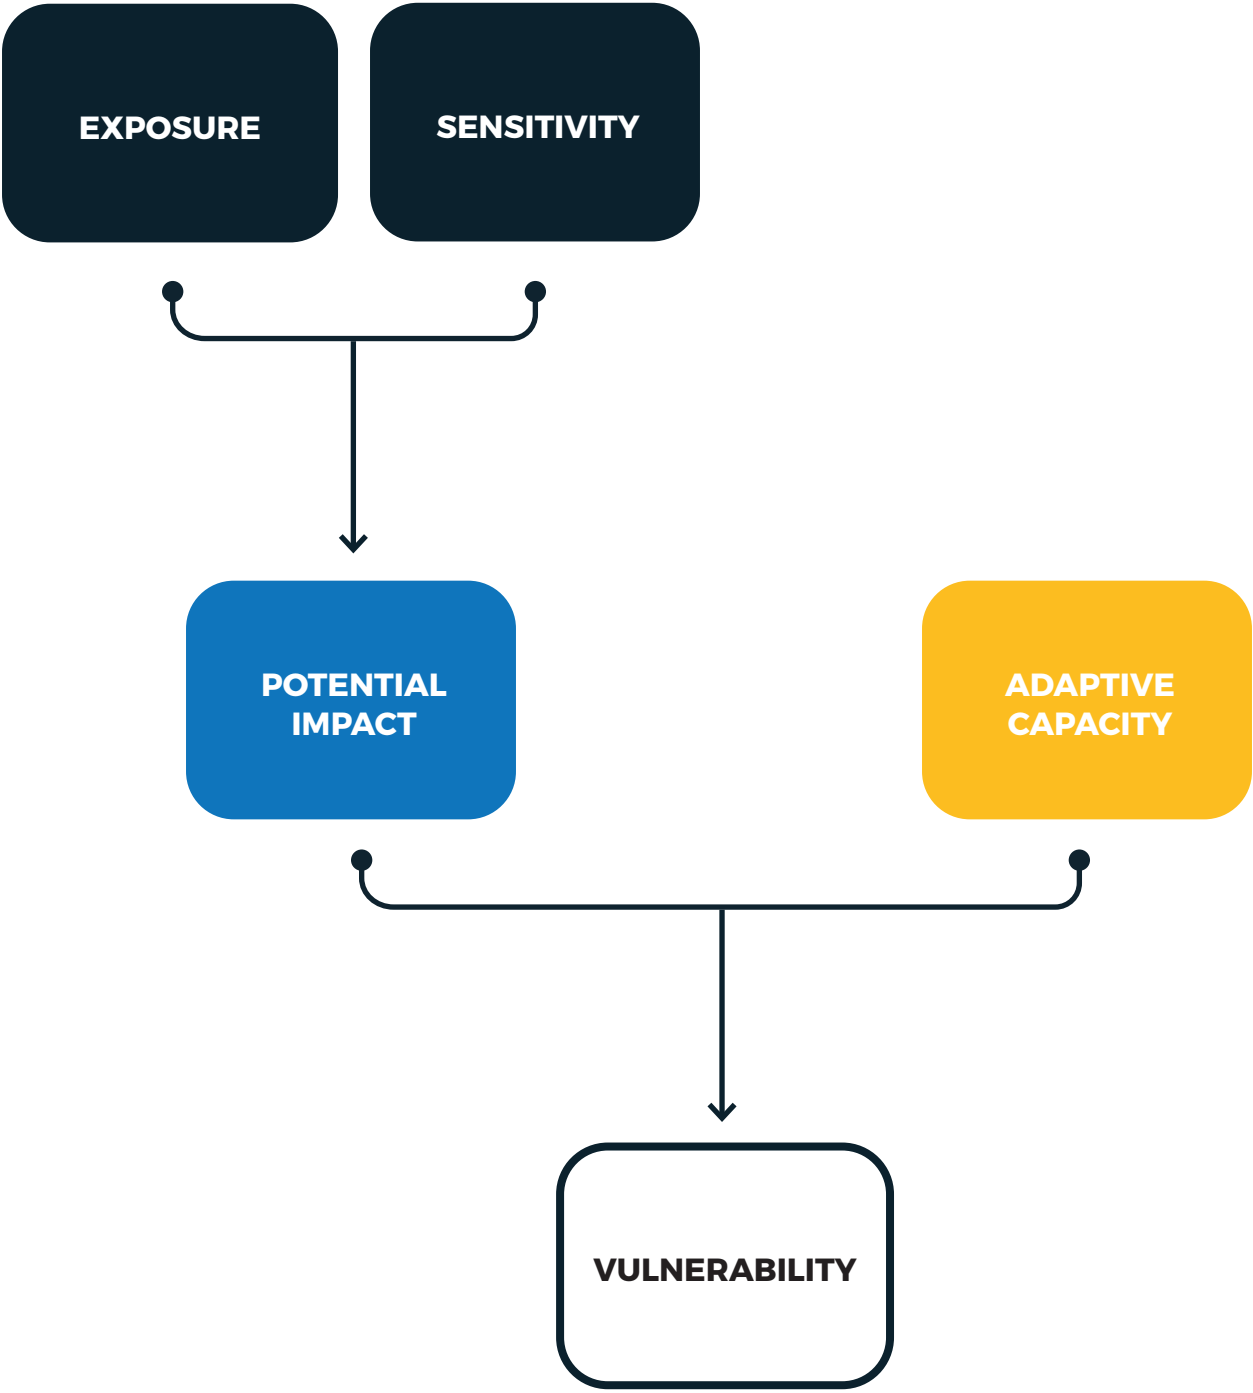 EXPOSURE
SENSITIVITY
POTENTIAL
IMPACT
ADAPTIVE
CAPACITY
VULNERABILITY